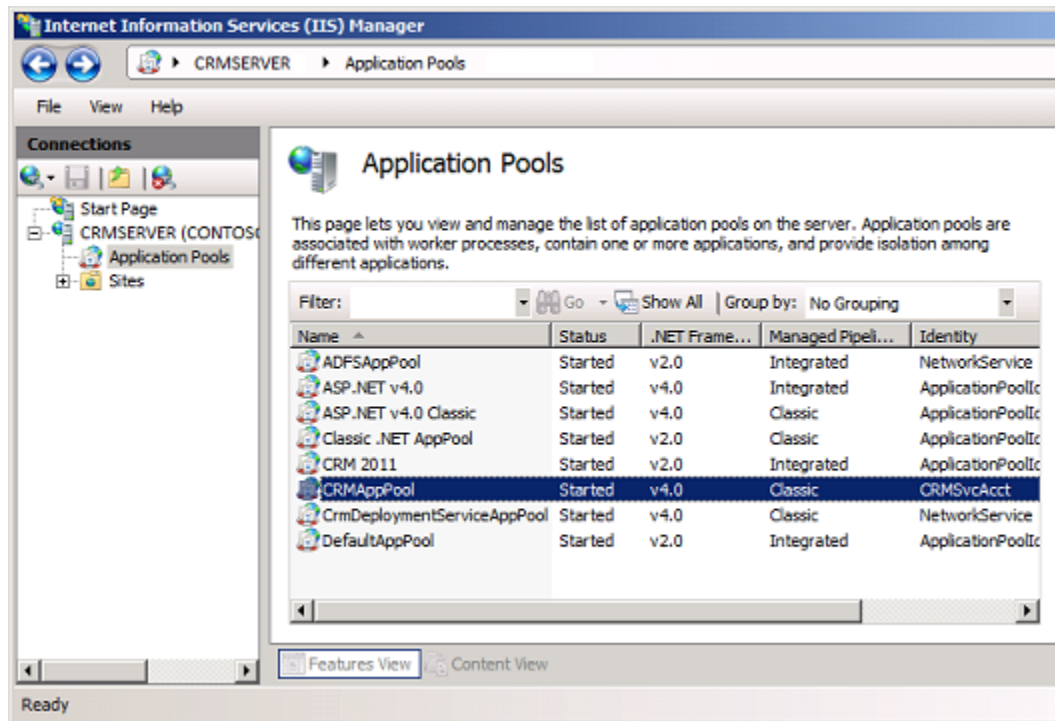 Internet Information Services (IIS) Manager
CRMSERVER Application Pools
File View Help
Connections
Start Page
CRMSERVER (CONTOSO
Application Pools
Sites
Application Pools
This page lets you view and manage the list of application pools on the server. Application pools are
associated with worker processes, contain one or more applications, and provide isolation among
different applications.
Filter: Go Show All Group by: No Grouping
Name Status .NET Frame... Managed Pipeli... Identity
ADFSAppPool Started v2.0 Integrated NetworkService
ASP.NET v4.0 Started v4.0 Integrated ApplicationPoolId
ASP.NET v4.0 Classic Started v4.0 Classic ApplicationPoolId
Classic .NET AppPool Started v2.0 Classic ApplicationPoolId
CRM 2011 Started v2.0 Integrated ApplicationPoolId
CRMAppPool Started v4.0 Classic CRMSvcAcct
CrmDeploymentServiceAppPool Started v4.0 Classic NetworkService
DefaultAppPool Started v2.0 Integrated ApplicationPoolId
Features View Content View
Ready